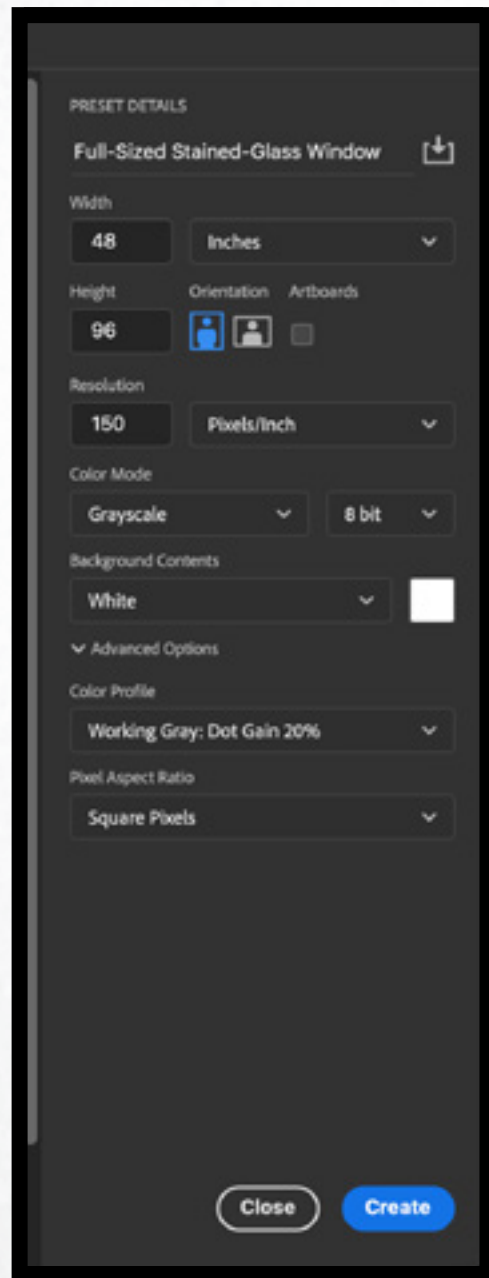 PRESET DETAILS
Full-Sized Stained-Glass Window
Width
48 Inches
Height Orientation Artboards
96
Resolution
150 Pixels/Inch
Color Mode
Grayscale 8 bit
Background Contents
White
Advanced Options
Color Profile
Working Gray: Dot Gain 20%
Pixel Aspect Ratio
Square Pixels
Close Create